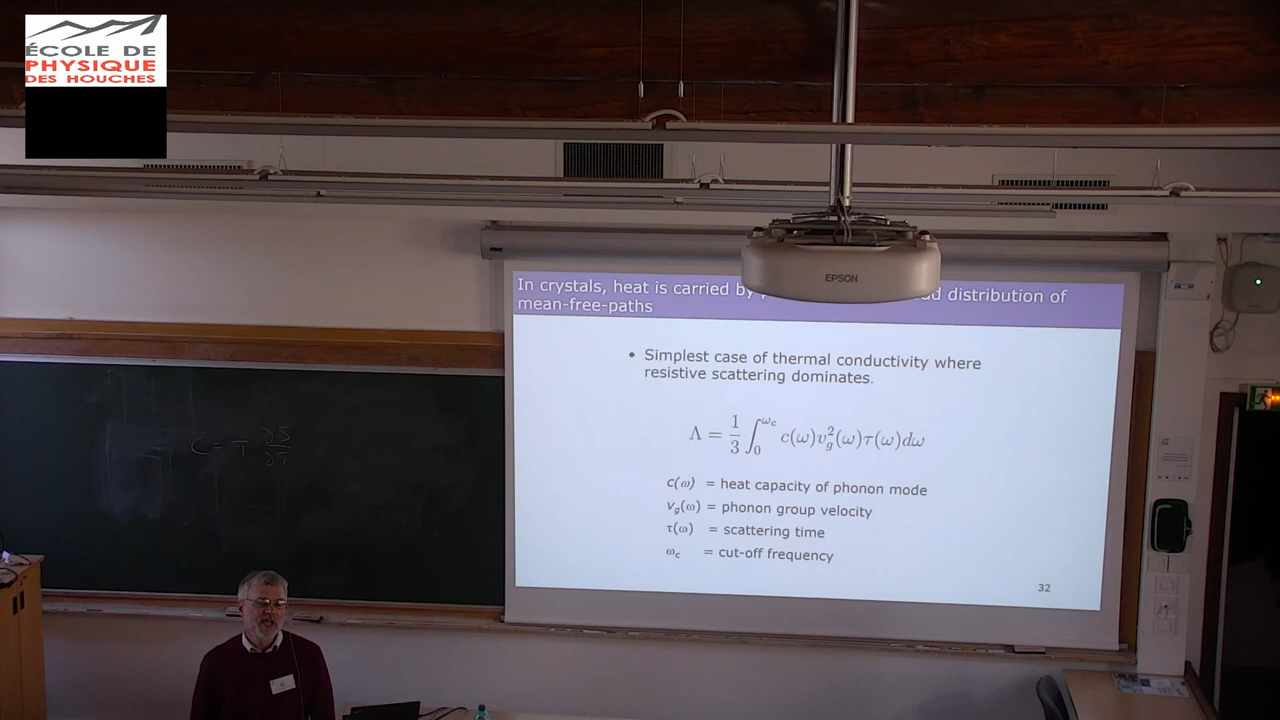 ÉCOLE DE
PHYSIQUE
DES HOUCHES
EPSON
In crystals, heat is carried by distribution of
mean-free-paths
• Simplest case of thermal conductivity where
resistive scattering dominates.
Λ = 1/3 ∫₀^ωc c(ω)v_g²(ω)τ(ω)dω
c(ω) = heat capacity of phonon mode
v_g(ω) = phonon group velocity
τ(ω) = scattering time
ω_c = cut-off frequency
32
C = T ∂S/∂T